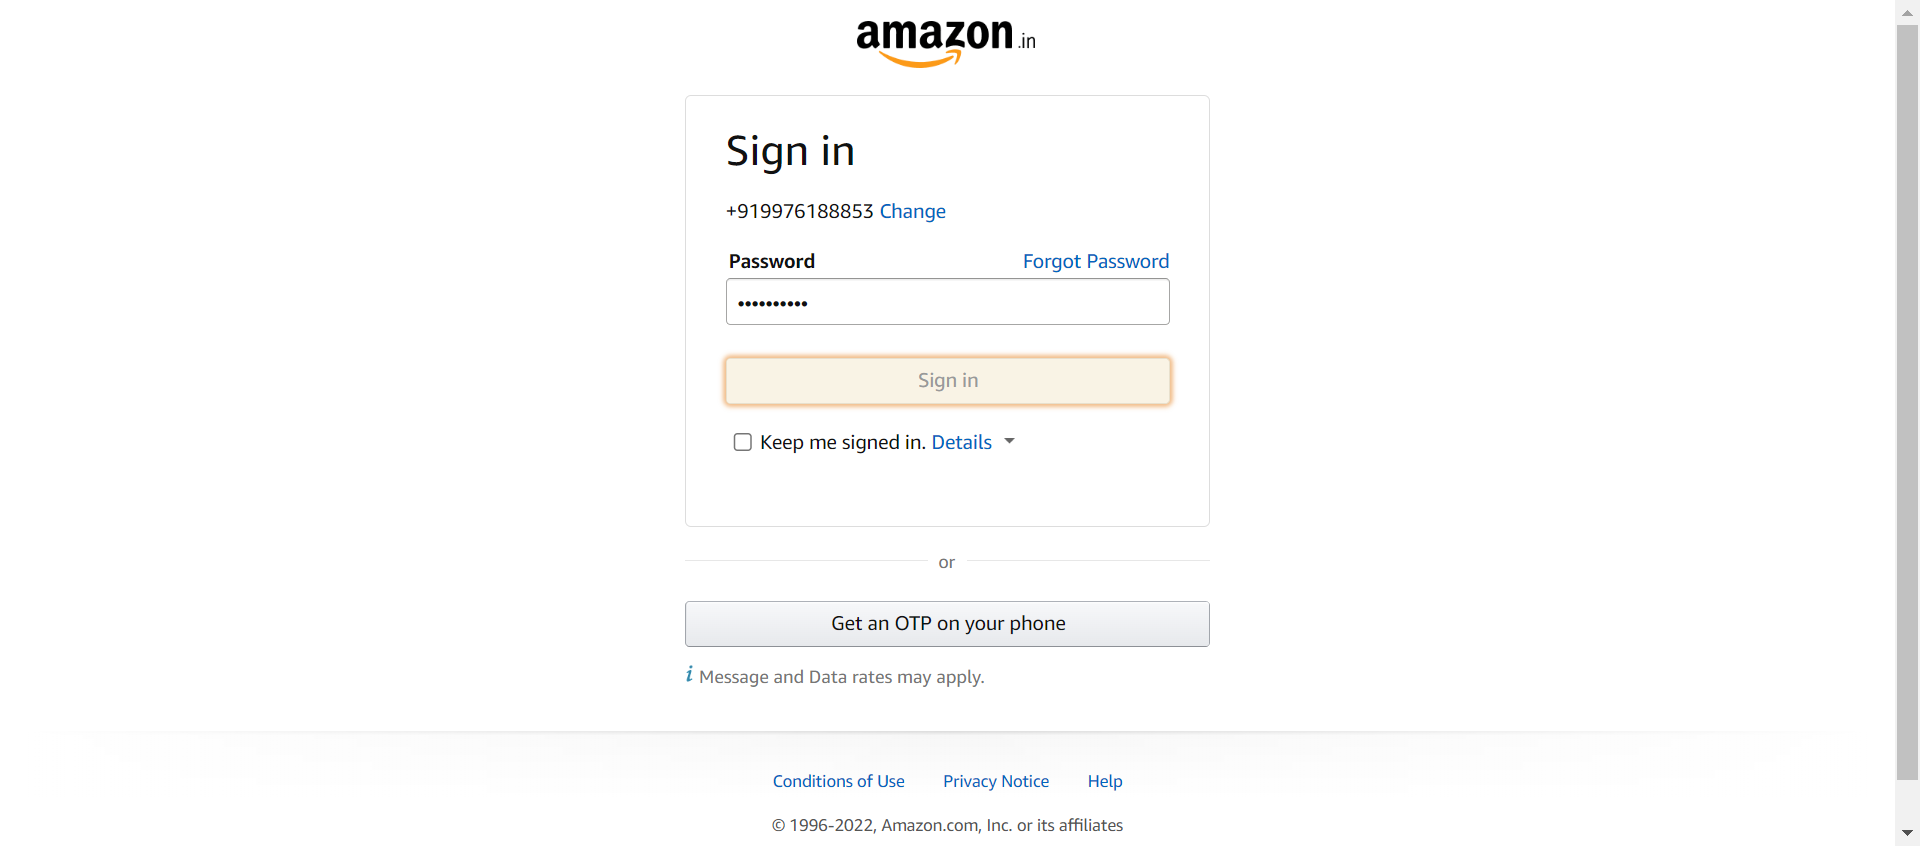 amazon.in
Sign in
+919976188853 Change
Password Forgot Password
••••••••••
Sign in
Keep me signed in. Details
or
Get an OTP on your phone
i Message and Data rates may apply.
Conditions of Use Privacy Notice Help
© 1996-2022, Amazon.com, Inc. or its affiliates